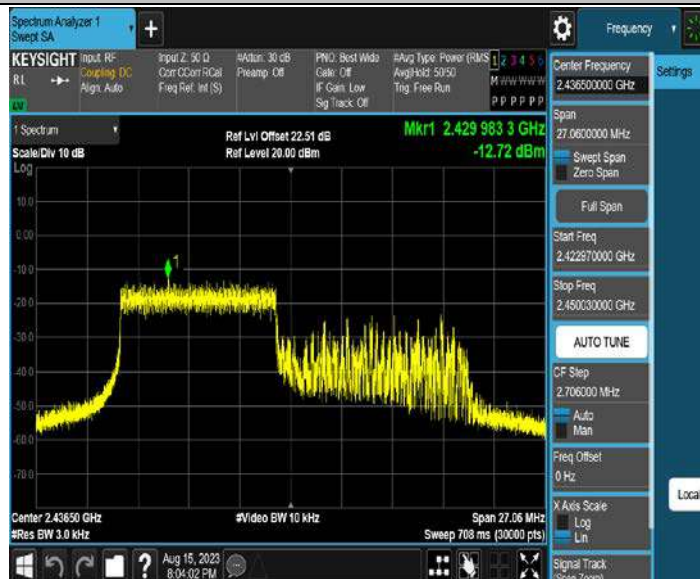 Spectrum Analyzer 1
Swept SA
+
Frequency
KEYSIGHT
Input: RF
Coupling: DC
Align: Auto
RL
Input Z: 50 Ω
Corr CCorr RCal
Freq Ref: Int (S)
#Atten: 30 dB
Preamp: Off
PNO: Best Wide
Gate: Off
IF Gain: Low
Sig Track: Off
#Avg Type: Power (RMS
Avg|Hold: 50/50
Trig: Free Run
1 2 3 4 5 6
M W W W W W
P P P P P P
Center Frequency
2.436500000 GHz
Settings
Span
27.0600000 MHz
Swept Span
Zero Span
Full Span
Start Freq
2.422970000 GHz
Stop Freq
2.450030000 GHz
AUTO TUNE
CF Step
2.706000 MHz
Auto
Man
Freq Offset
0 Hz
X Axis Scale
Log
Lin
Local
Signal Track
(Span Zoom)
1 Spectrum
Scale/Div 10 dB
Log
Ref Lvl Offset 22.51 dB
Ref Level 20.00 dBm
Mkr1 2.429 983 3 GHz
-12.72 dBm
10.0
0.00
-10.0
-20.0
-30.0
-40.0
-50.0
-60.0
-70.0
1
Center 2.43650 GHz
#Res BW 3.0 kHz
#Video BW 10 kHz
Span 27.06 MHz
Sweep 708 ms (30000 pts)
?
Aug 15, 2023
8:04:02 PM